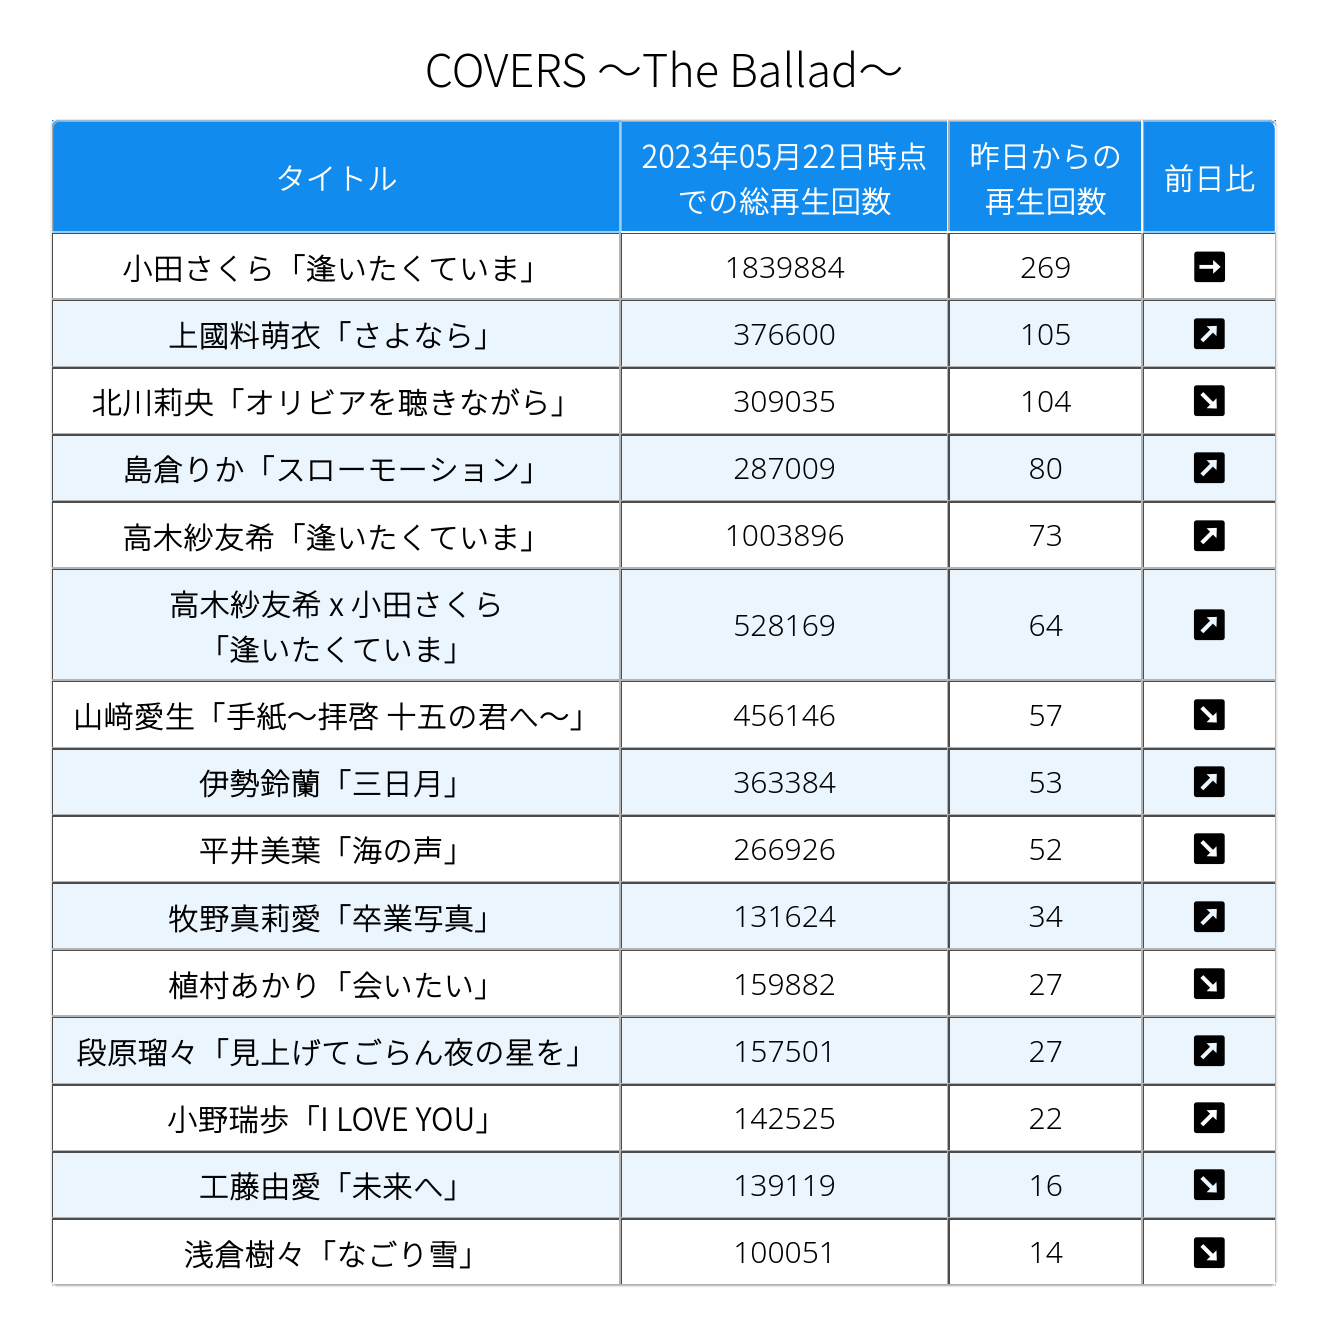 COVERS ～The Ballad～
タイトル
2023年05月22日時点
での総再生回数
昨日からの
再生回数
前日比
小田さくら「逢いたくていま」 1839884 269 ➡
上國料萌衣「さよなら」 376600 105 ↗
北川莉央「オリビアを聴きながら」 309035 104 ↘
島倉りか「スローモーション」 287009 80 ↗
高木紗友希「逢いたくていま」 1003896 73 ↗
高木紗友希 x 小田さくら
「逢いたくていま」 528169 64 ↗
山﨑愛生「手紙～拝啓 十五の君へ～」 456146 57 ↘
伊勢鈴蘭「三日月」 363384 53 ↗
平井美葉「海の声」 266926 52 ↘
牧野真莉愛「卒業写真」 131624 34 ↗
植村あかり「会いたい」 159882 27 ↘
段原瑠々「見上げてごらん夜の星を」 157501 27 ↗
小野瑞歩「I LOVE YOU」 142525 22 ↗
工藤由愛「未来へ」 139119 16 ↘
浅倉樹々「なごり雪」 100051 14 ↘